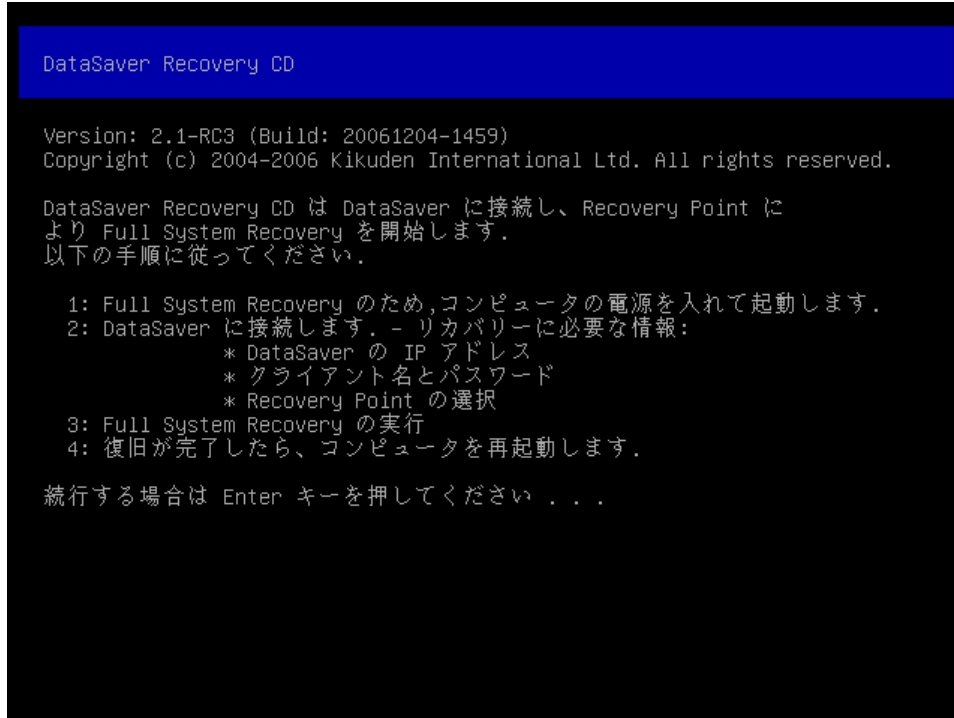 DataSaver Recovery CD
Version: 2.1-RC3 (Build: 20061204-1459)
Copyright (c) 2004-2006 Kikuden International Ltd. All rights reserved.
DataSaver Recovery CD は DataSaver に接続し、Recovery Point に
より Full System Recovery を開始します.
以下の手順に従ってください.
1: Full System Recovery のため,コンピュータの電源を入れて起動します.
2: DataSaver に接続します. - リカバリーに必要な情報:
* DataSaver の IP アドレス
* クライアント名とパスワード
* Recovery Point の選択
3: Full System Recovery の実行
4: 復旧が完了したら、コンピュータを再起動します.
続行する場合は Enter キーを押してください . . .